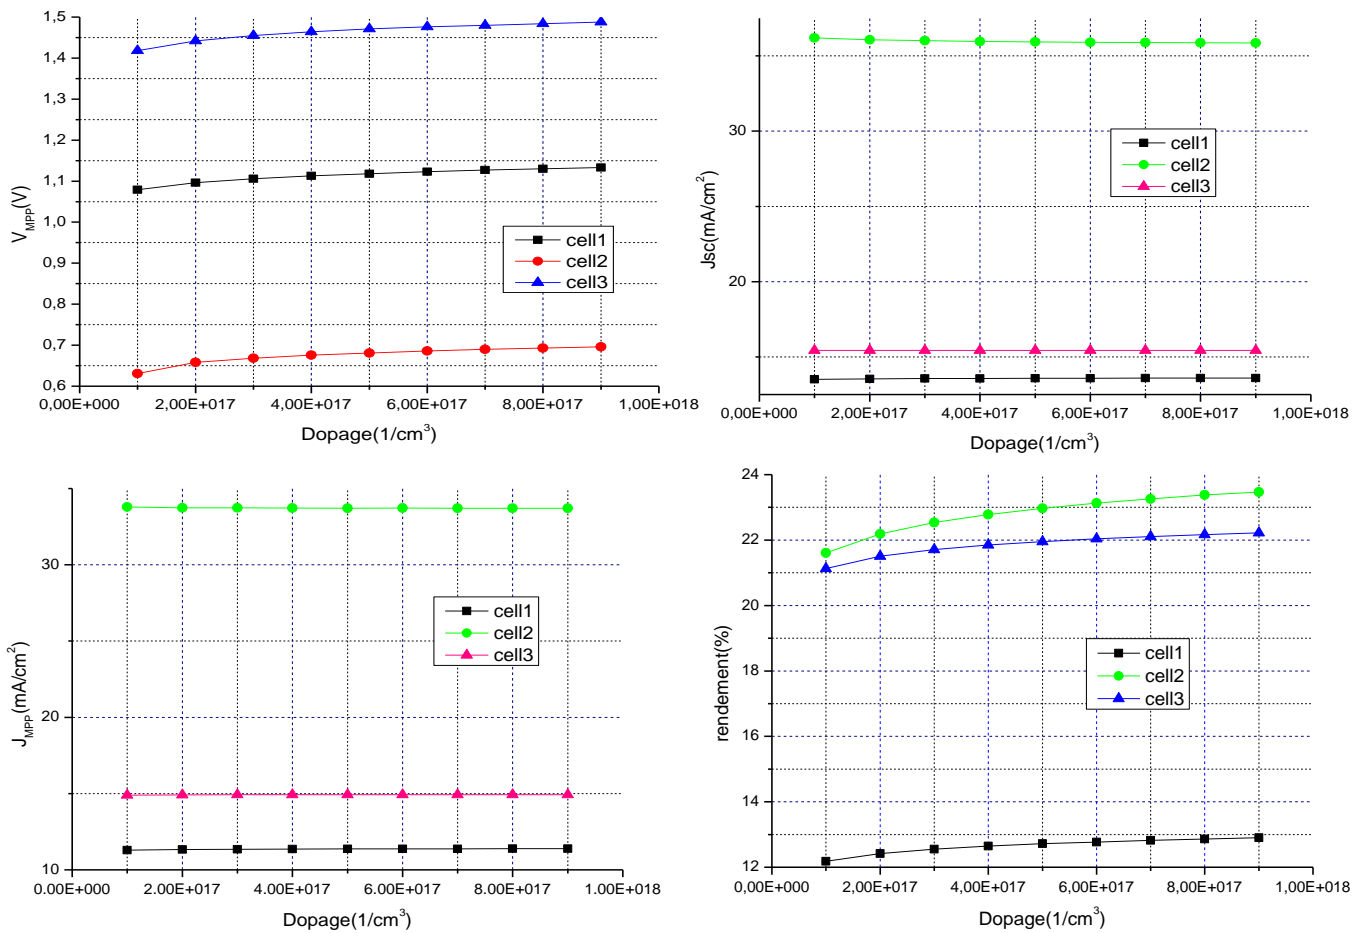 1,5
1,4
1,3
1,2
1,1
1,0
0,9
0,8
0,7
0,6
V_MPP(V)
cell1
cell2
cell3
0,00E+000 2,00E+017 4,00E+017 6,00E+017 8,00E+017 1,00E+018
Dopage(1/cm³)
30
20
Jsc(mA/cm²)
cell1
cell2
cell3
0,00E+000 2,00E+017 4,00E+017 6,00E+017 8,00E+017 1,00E+018
Dopage(1/cm³)
30
20
10
J_MPP(mA/cm²)
cell1
cell2
cell3
0.00E+000 2.00E+017 4.00E+017 6.00E+017 8.00E+017 1.00E+018
Dopage(1/cm³)
24
22
20
18
16
14
12
rendement(%)
cell1
cell2
cell3
0,00E+000 2,00E+017 4,00E+017 6,00E+017 8,00E+017 1,00E+018
Dopage(1/cm³)